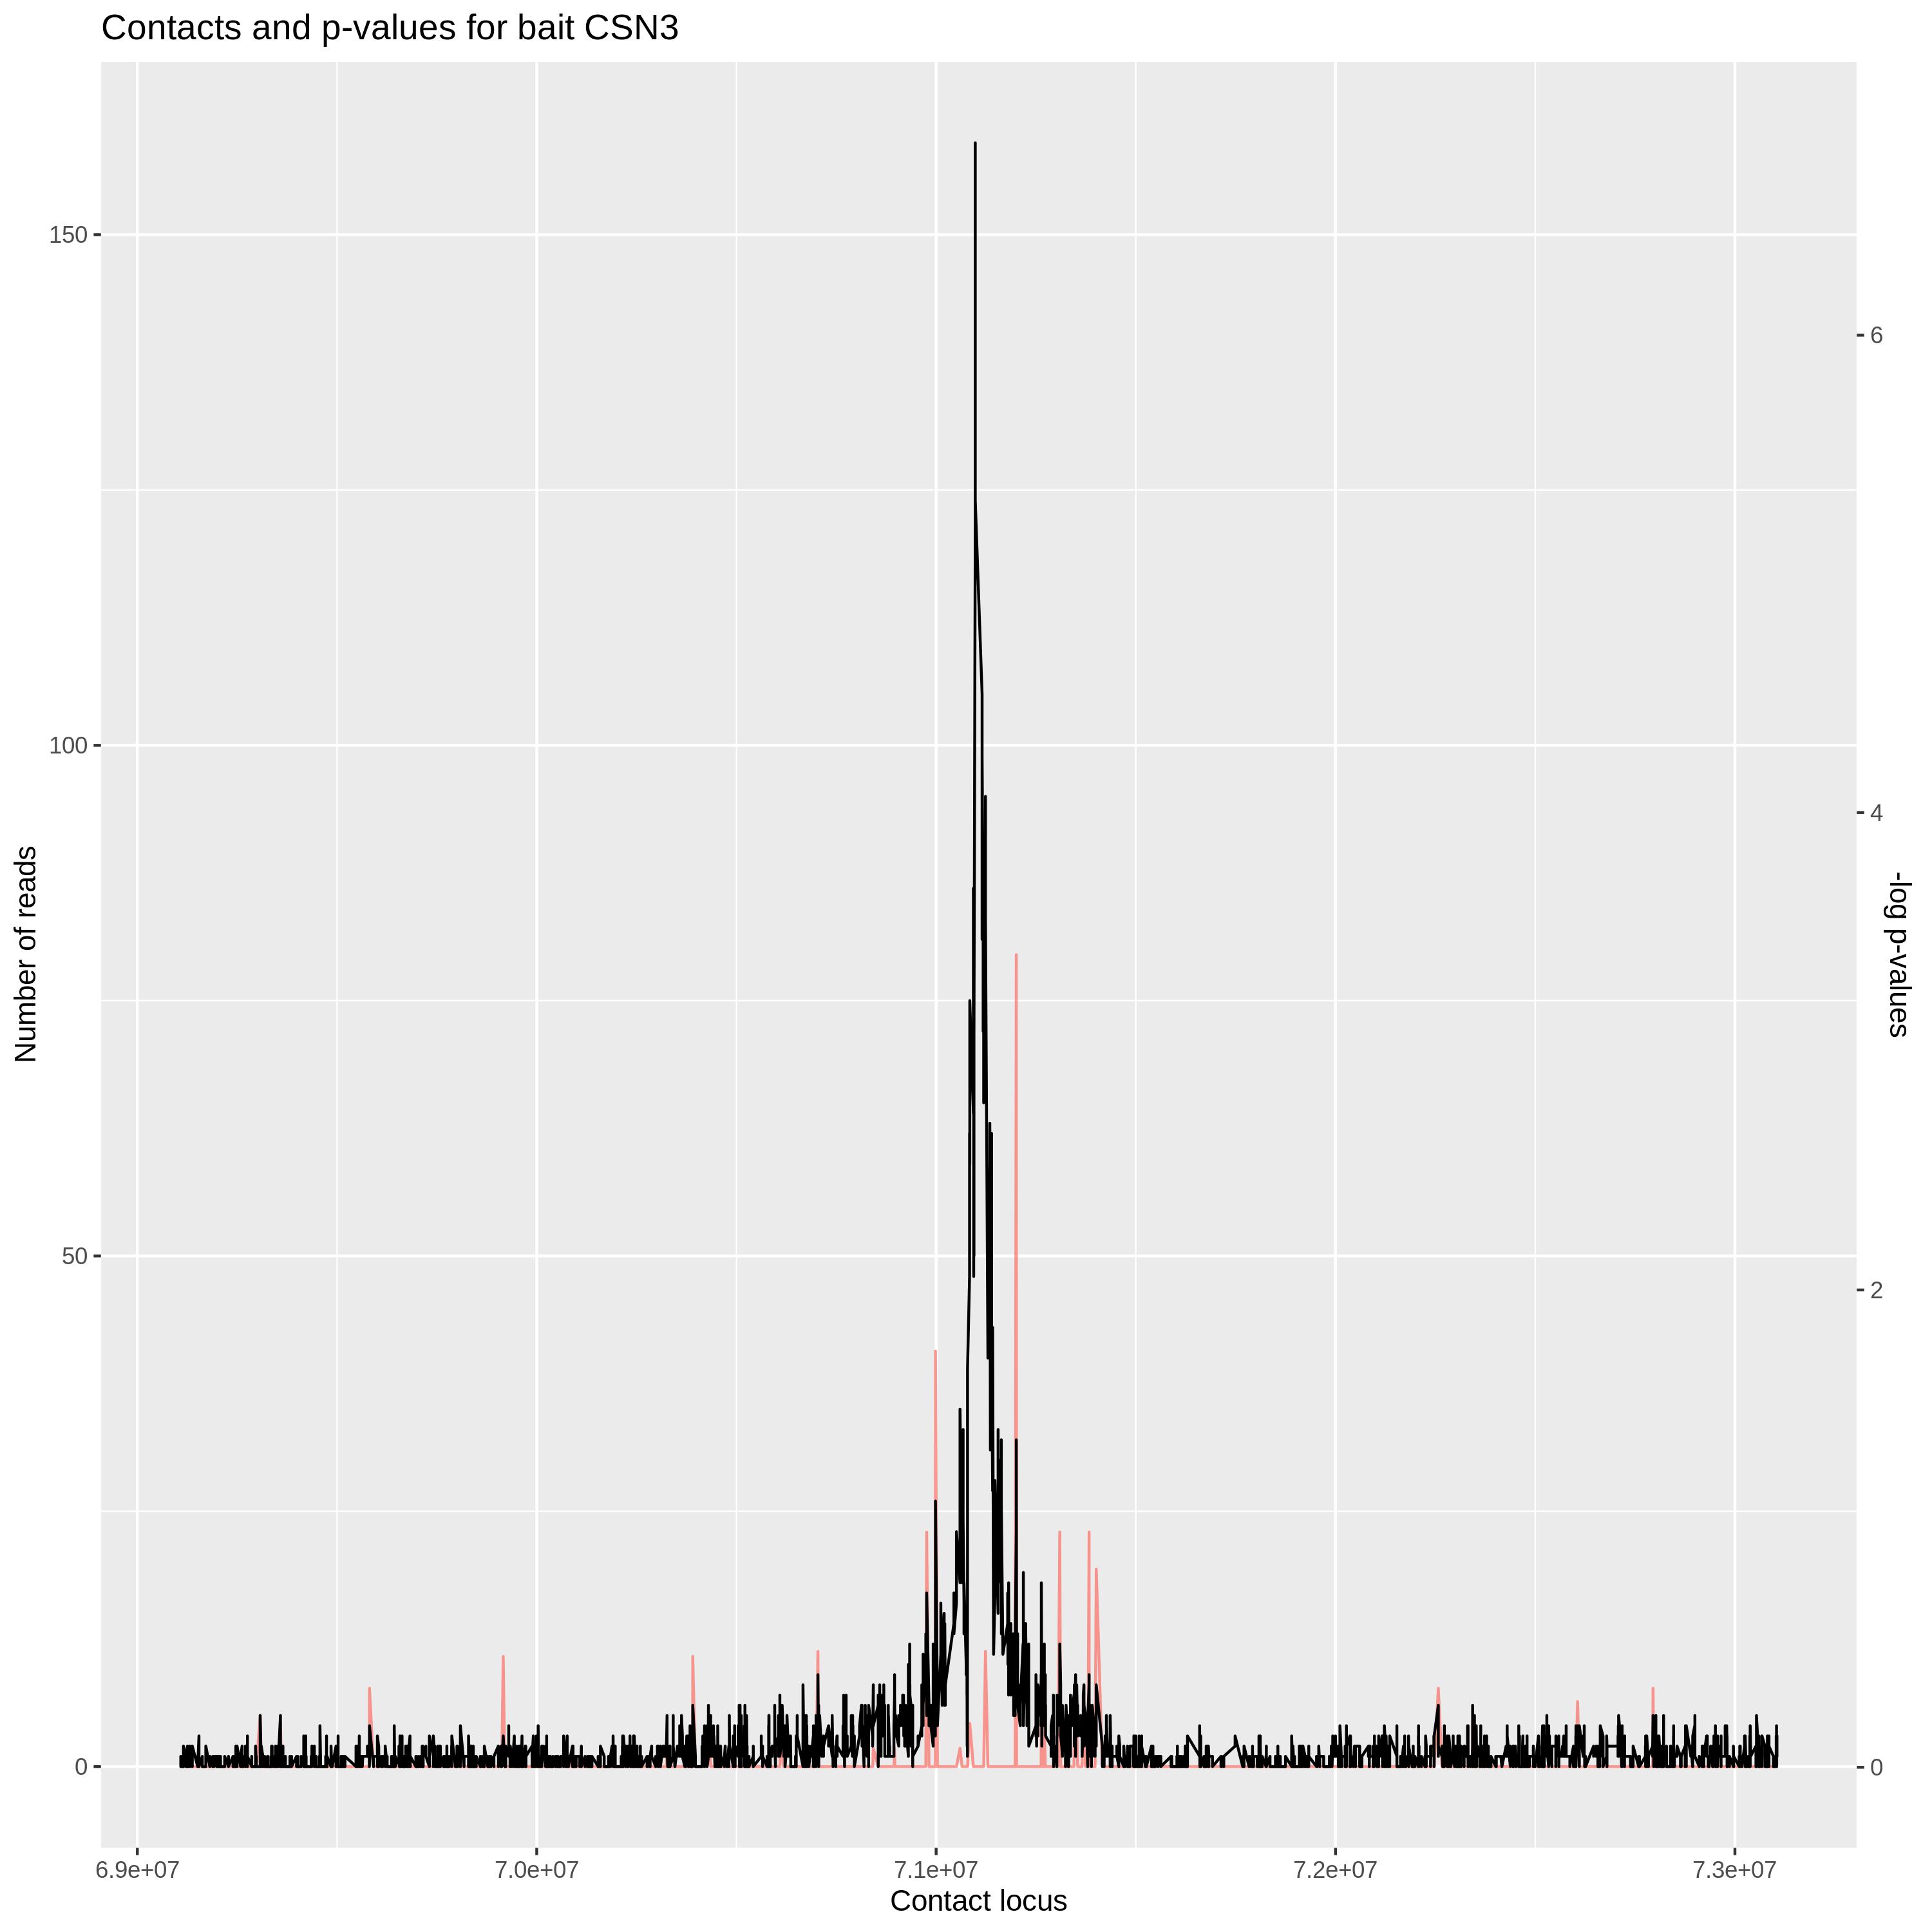 Contacts and p-values for bait CSN3
150
100
50
0
Number of reads
6
4
2
0
-log p-values
6.9e+07 7.0e+07 7.1e+07 7.2e+07 7.3e+07
Contact locus